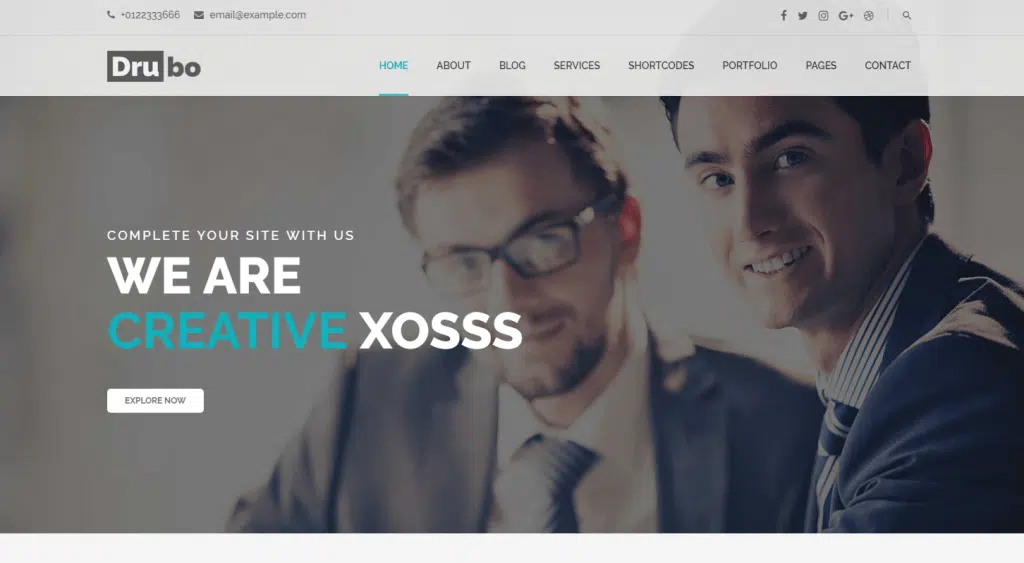 +0122333666 email@example.com
Drubo
HOME ABOUT BLOG SERVICES SHORTCODES PORTFOLIO PAGES CONTACT
COMPLETE YOUR SITE WITH US
WE ARE
CREATIVE XOSSS
EXPLORE NOW